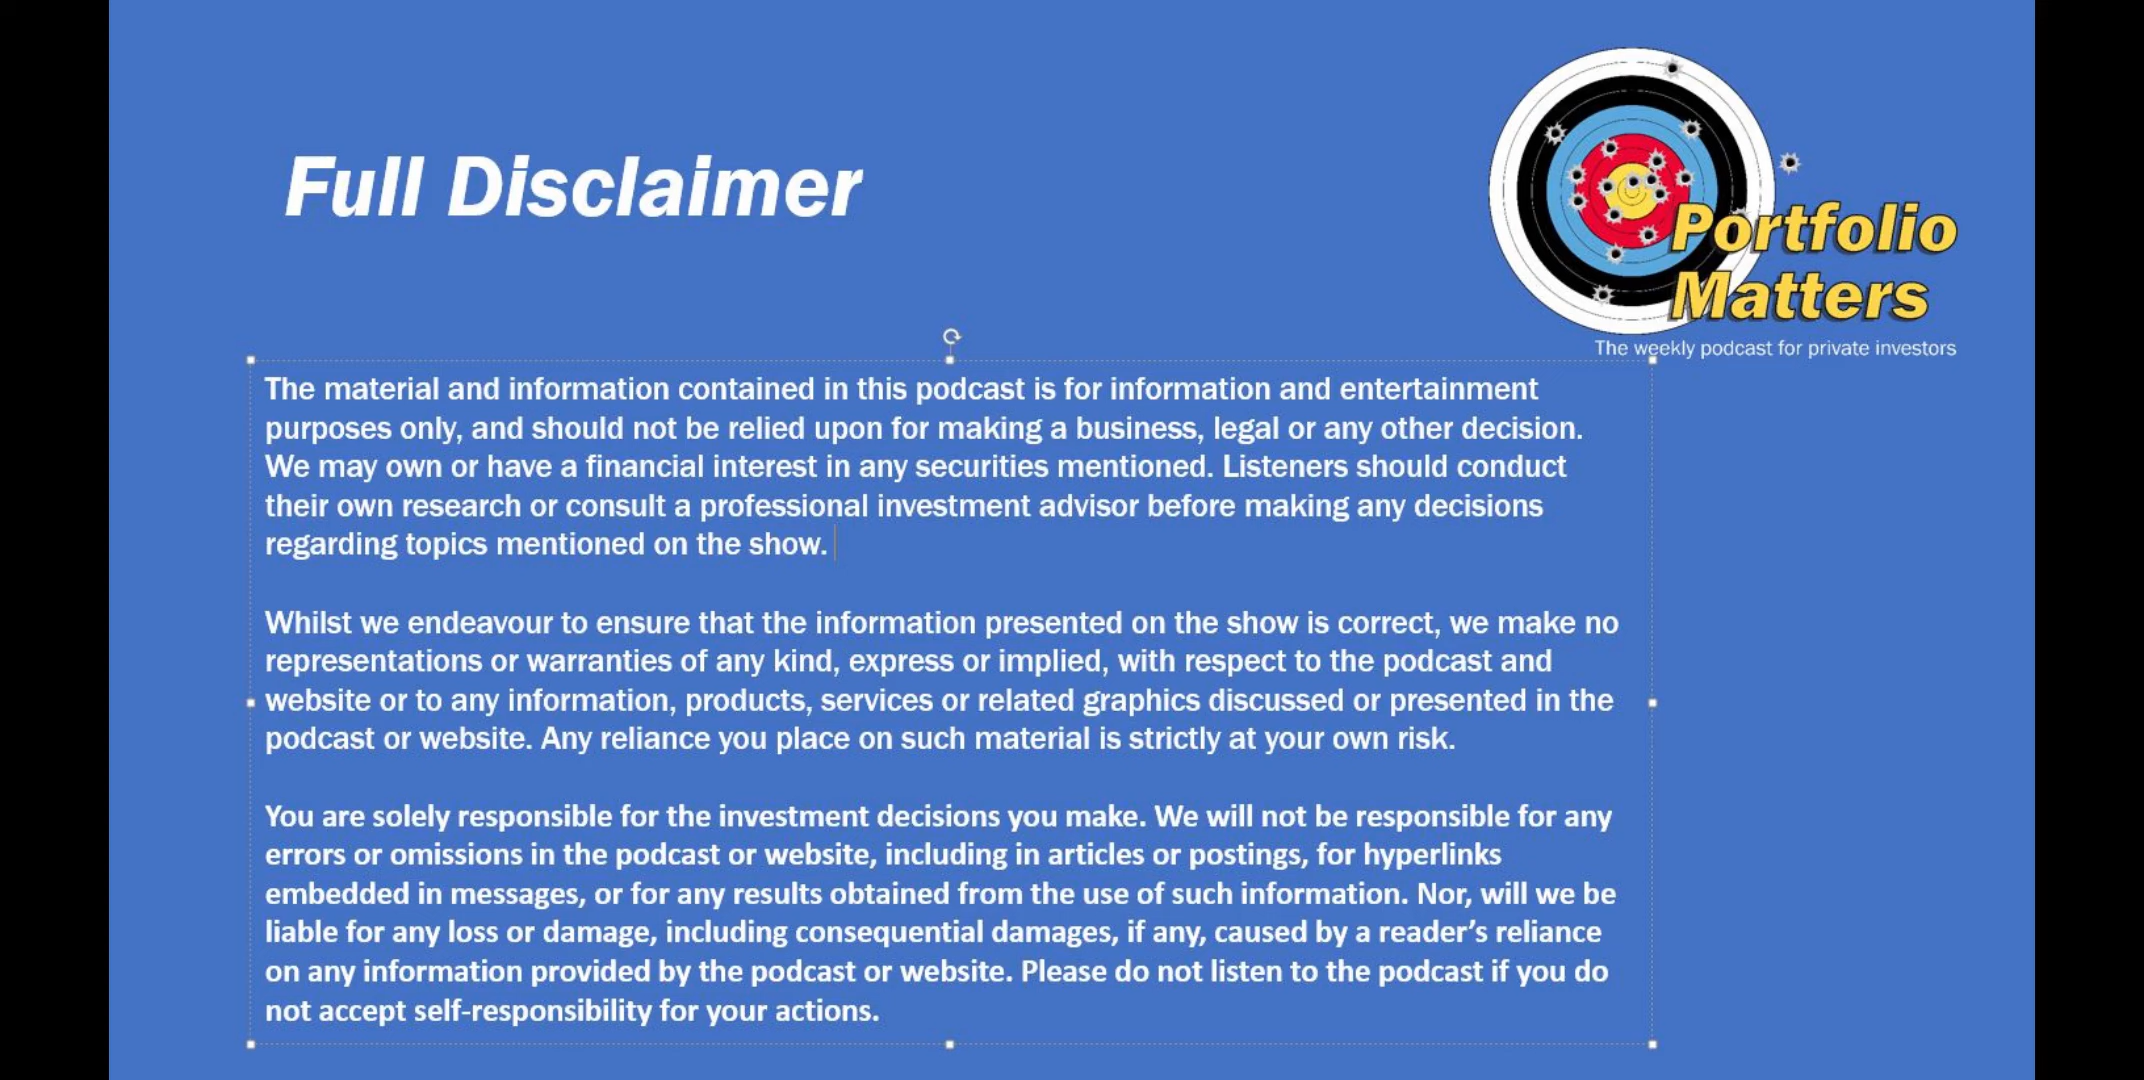 Full Disclaimer
Portfolio
Matters
The weekly podcast for private investors
The material and information contained in this podcast is for information and entertainment
purposes only, and should not be relied upon for making a business, legal or any other decision.
We may own or have a financial interest in any securities mentioned. Listeners should conduct
their own research or consult a professional investment advisor before making any decisions
regarding topics mentioned on the show.
Whilst we endeavour to ensure that the information presented on the show is correct, we make no
representations or warranties of any kind, express or implied, with respect to the podcast and
website or to any information, products, services or related graphics discussed or presented in the
podcast or website. Any reliance you place on such material is strictly at your own risk.
You are solely responsible for the investment decisions you make. We will not be responsible for any
errors or omissions in the podcast or website, including in articles or postings, for hyperlinks
embedded in messages, or for any results obtained from the use of such information. Nor, will we be
liable for any loss or damage, including consequential damages, if any, caused by a reader’s reliance
on any information provided by the podcast or website. Please do not listen to the podcast if you do
not accept self-responsibility for your actions.